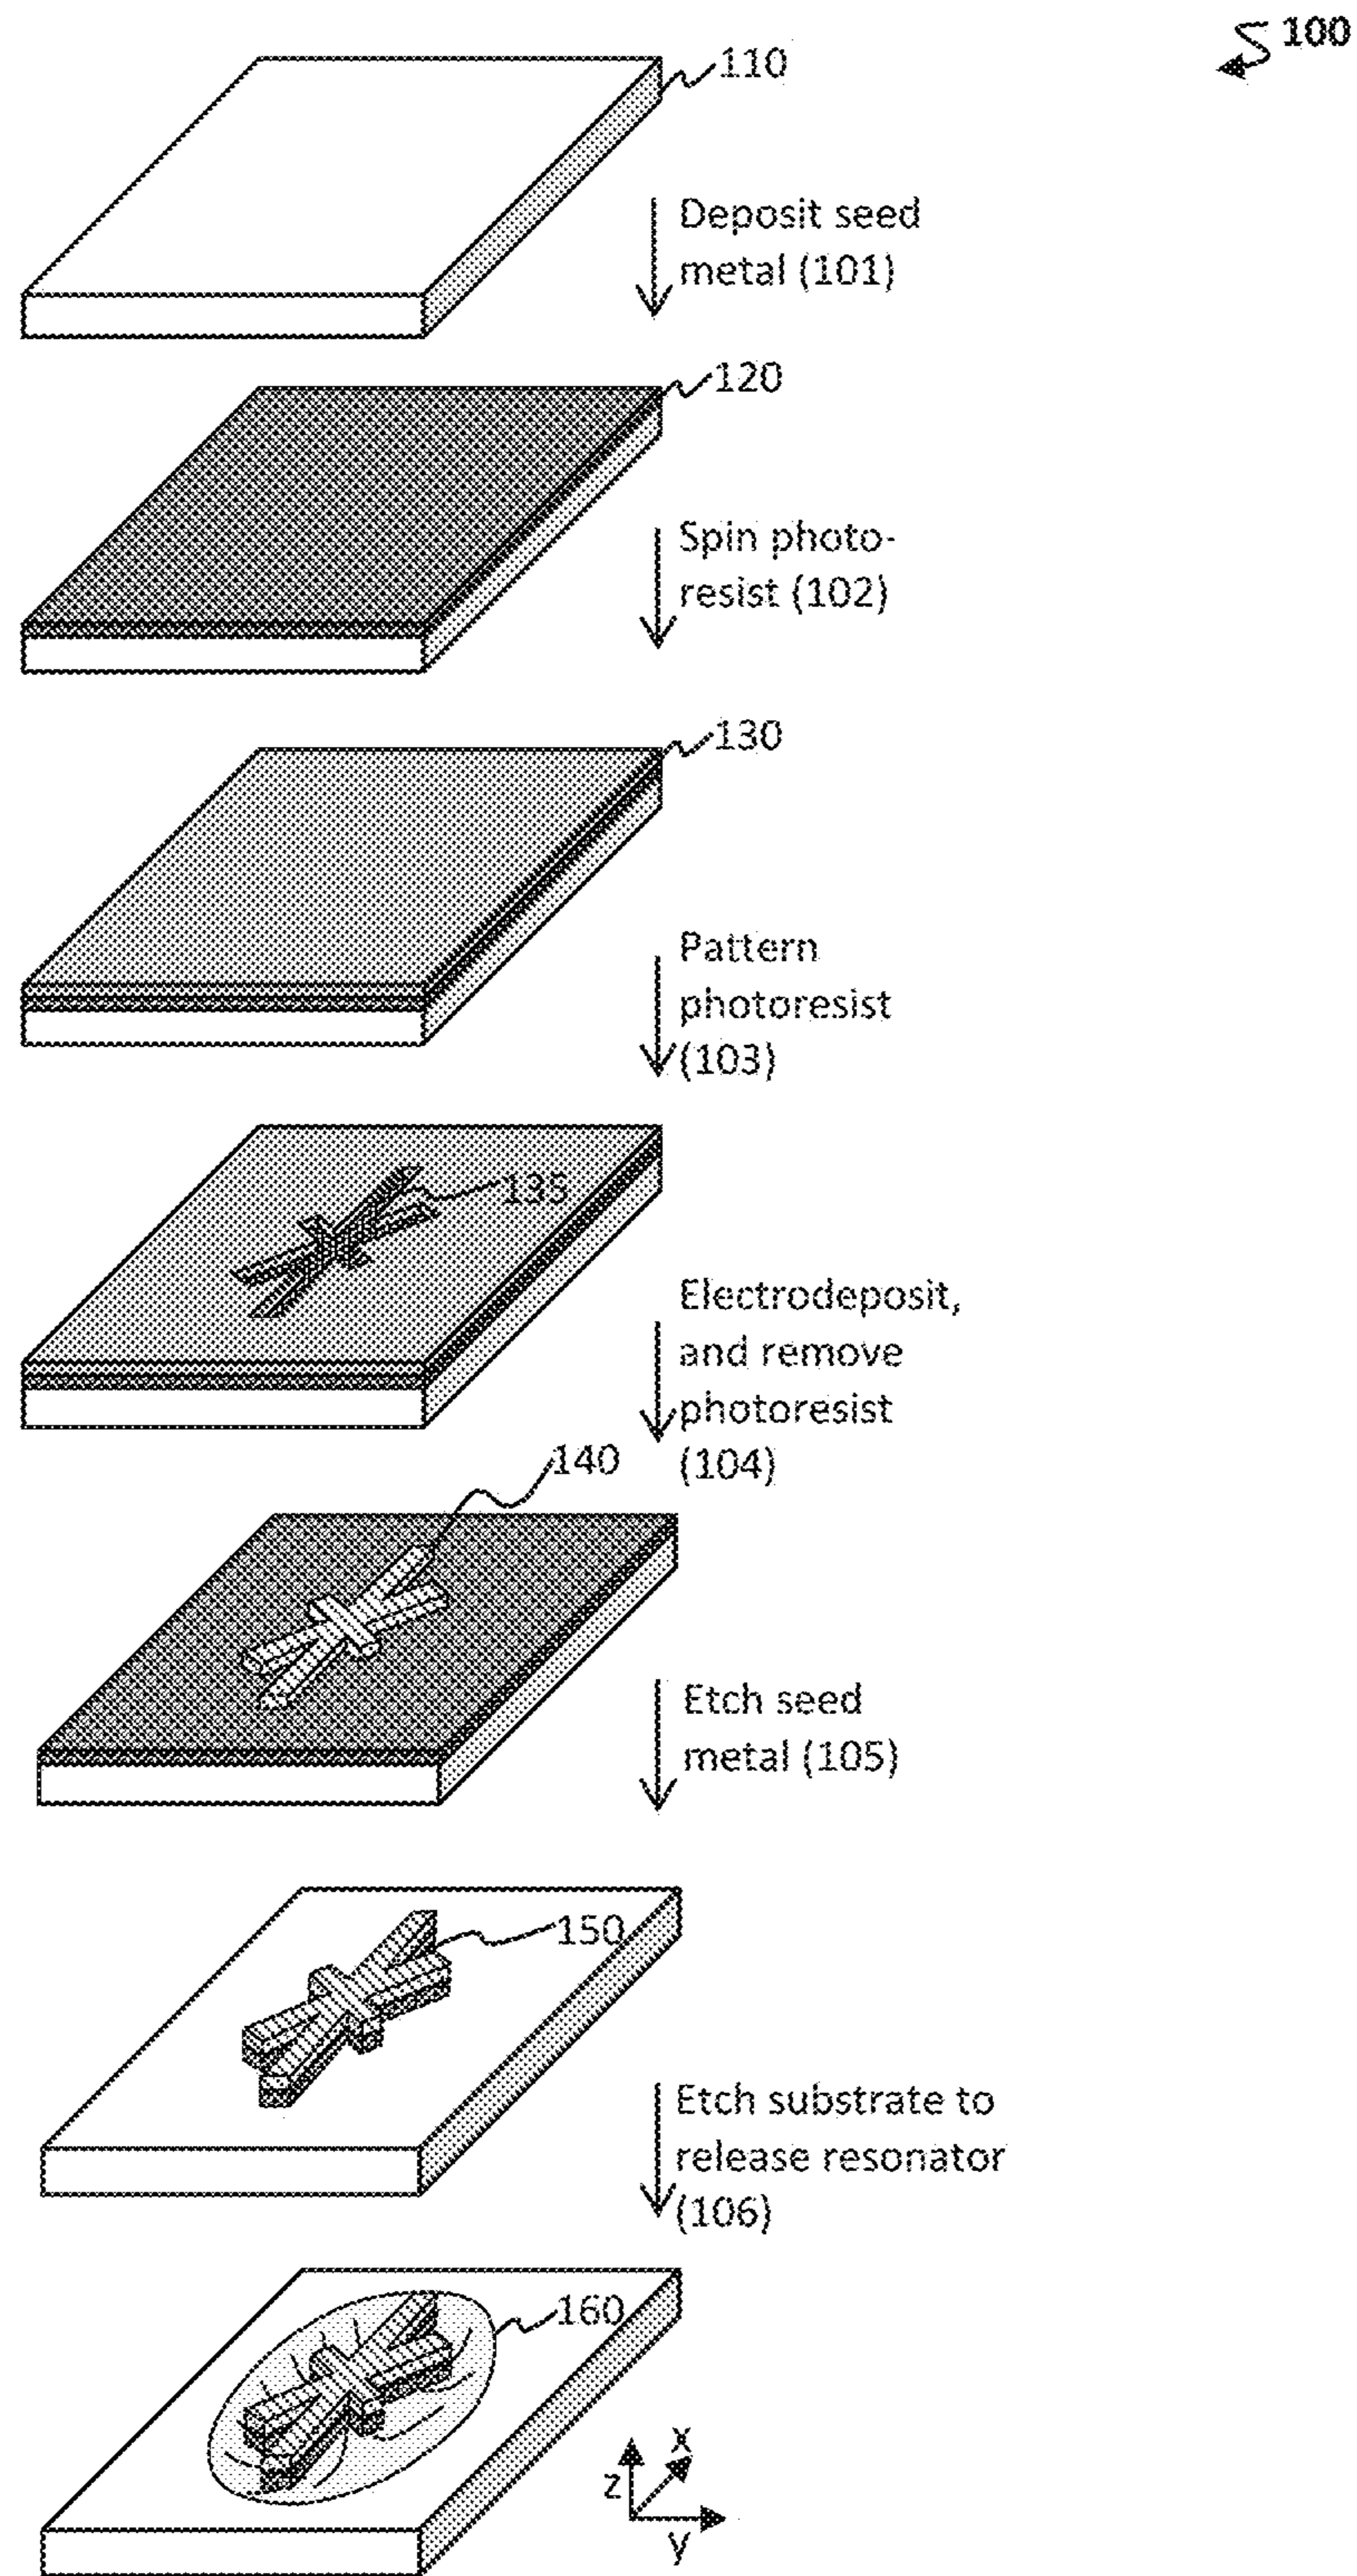 100
110
Deposit seed
metal (101)
120
Spin photo-
resist (102)
130
Pattern
photoresist
(103)
135
Electrodeposit,
and remove
photoresist
(104)
140
Etch seed
metal (105)
150
Etch substrate to
release resonator
(106)
160
x
z
y